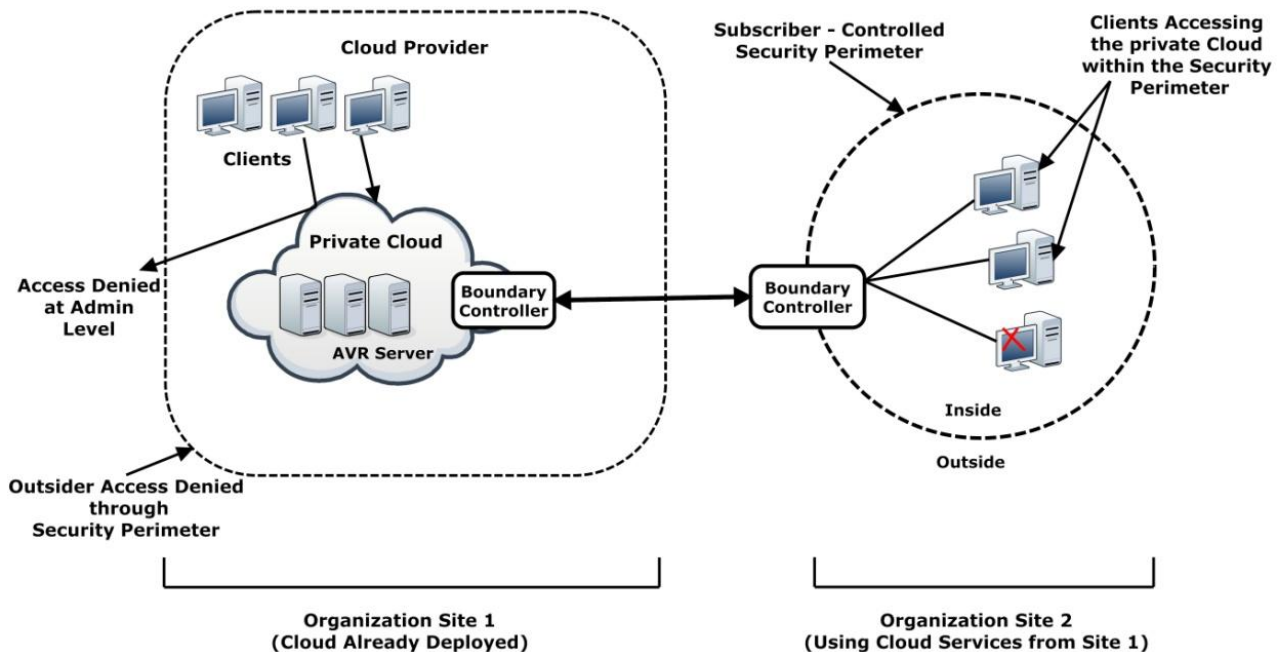 Cloud Provider
Clients
Private Cloud
AVR Server
Boundary
Controller
Access Denied
at Admin
Level
Outsider Access Denied
through
Security Perimeter
Organization Site 1
(Cloud Already Deployed)
Subscriber - Controlled
Security Perimeter
Clients Accessing
the private Cloud
within the Security
Perimeter
Boundary
Controller
Inside
Outside
Organization Site 2
(Using Cloud Services from Site 1)